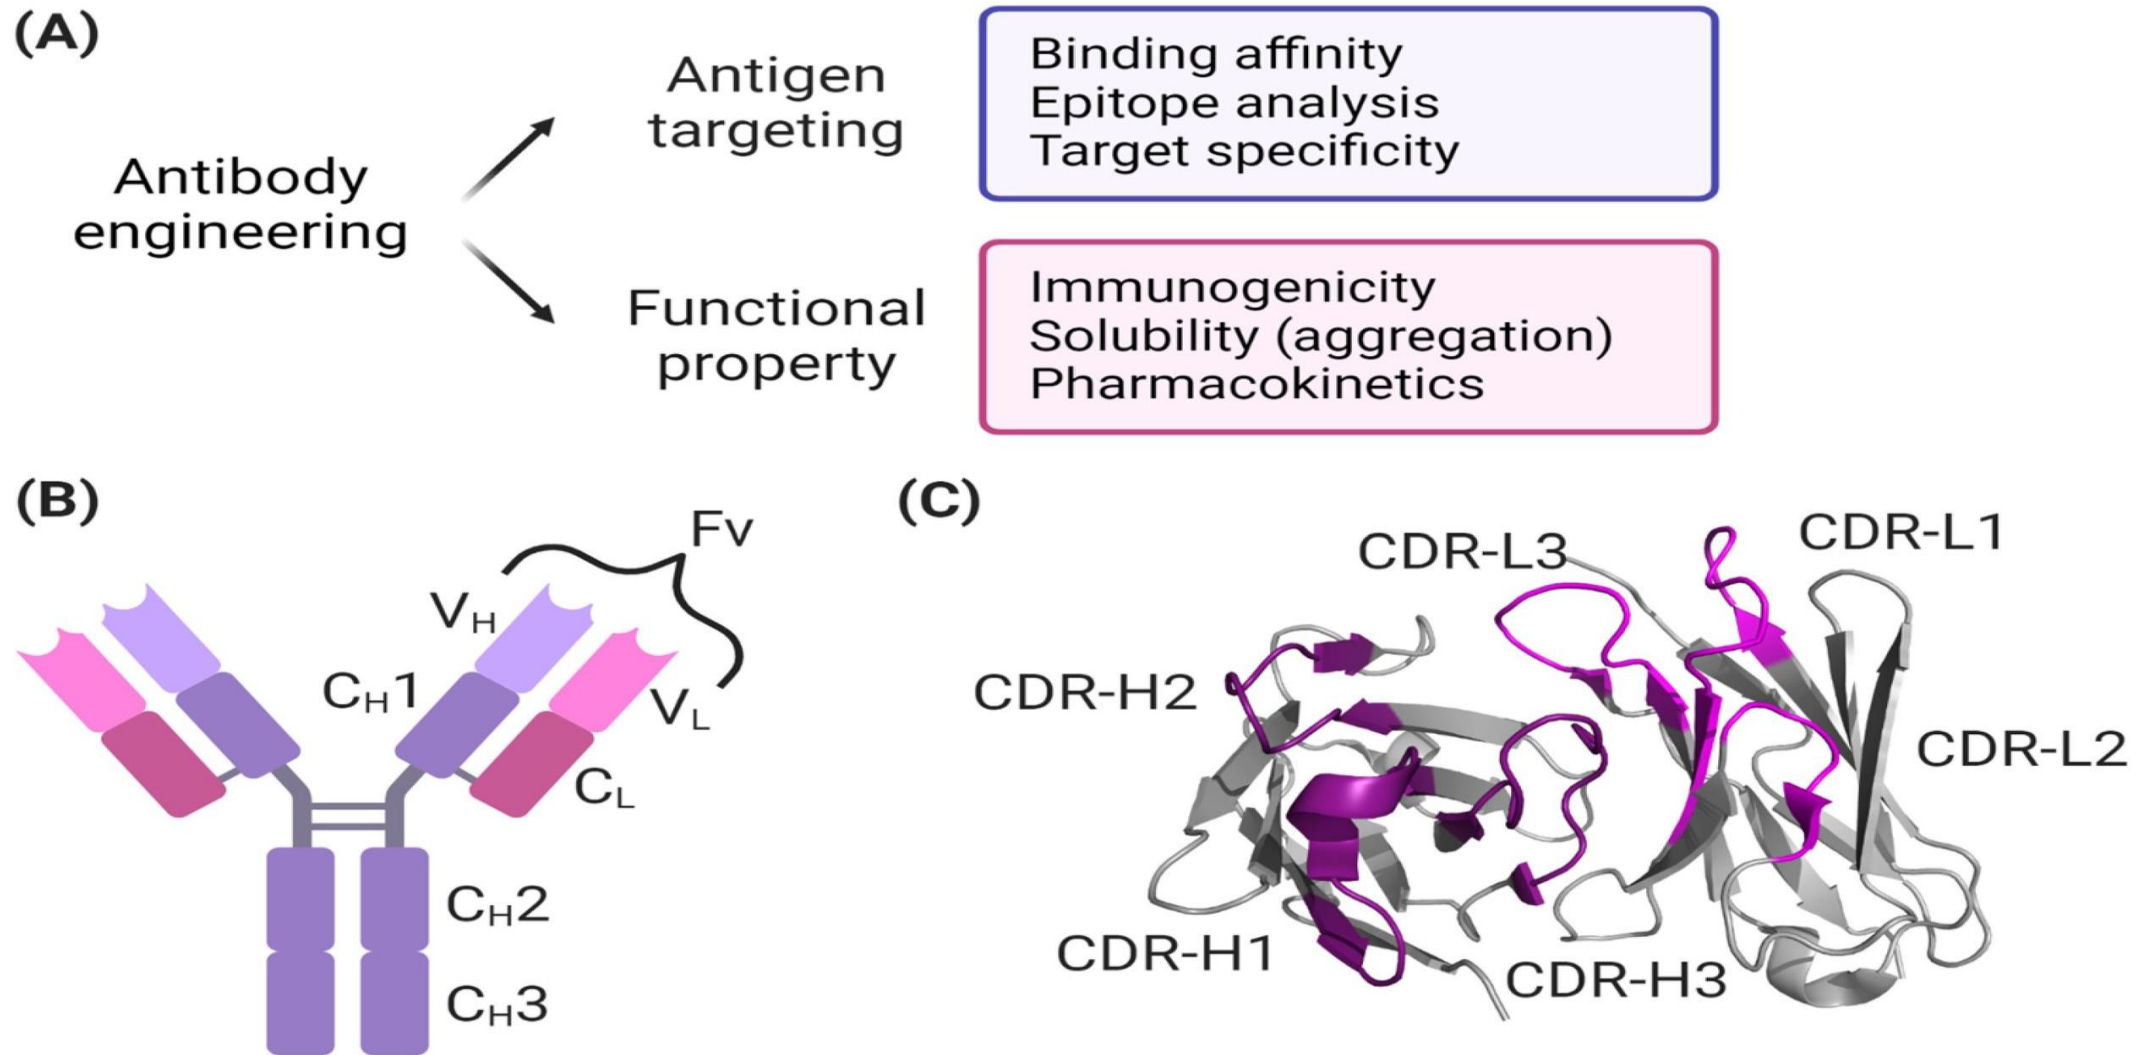 (A)
Antibody
engineering
Antigen
targeting
Binding affinity
Epitope analysis
Target specificity
Functional
property
Immunogenicity
Solubility (aggregation)
Pharmacokinetics
(B)
Fv
VH
CH1
VL
CL
CH2
CH3
(C)
CDR-L3
CDR-L1
CDR-H2
CDR-L2
CDR-H1
CDR-H3